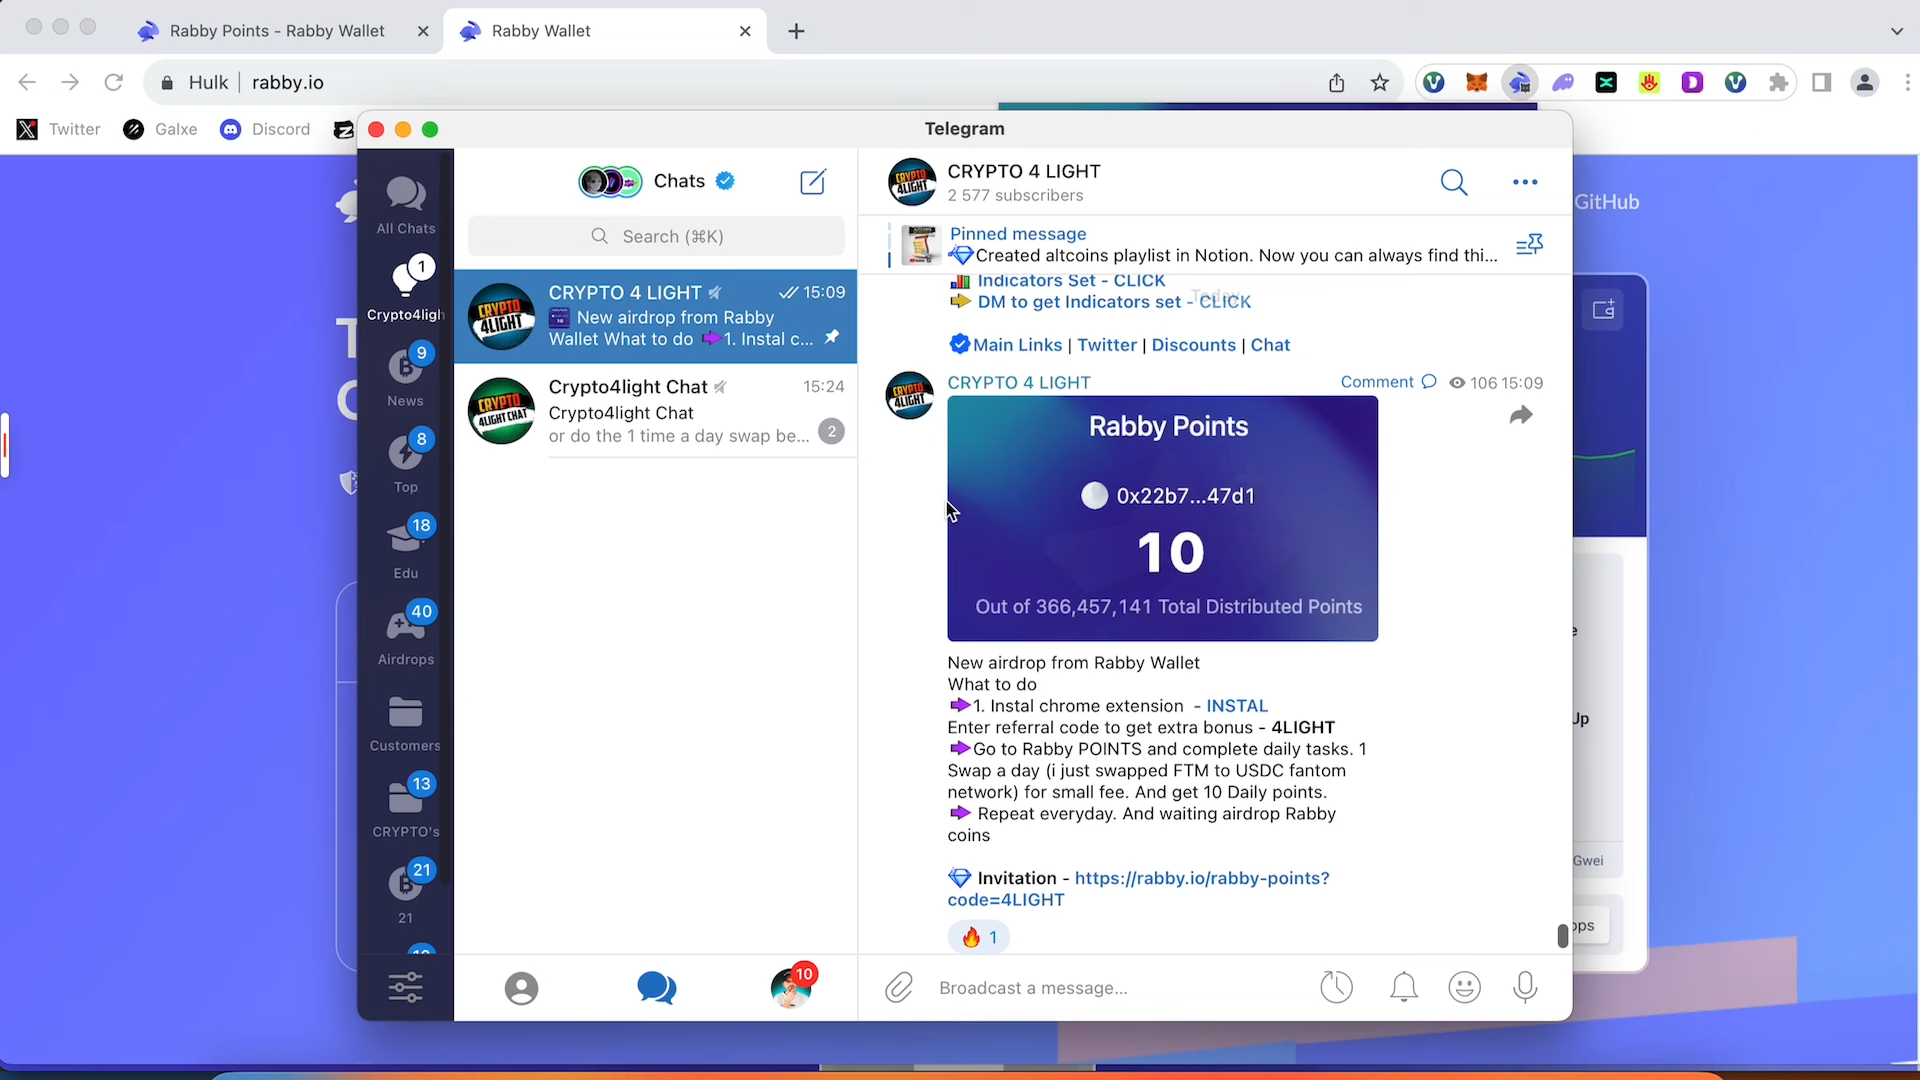 Rabby Points - Rabby Wallet
Rabby Wallet
Hulk
rabby.io
Twitter
Galxe
Discord
Telegram
GitHub
All Chats
1
Crypto4ligh
9
News
8
Top
18
Edu
40
Airdrops
Customers
13
CRYPTO's
21
21
Chats
Search (⌘K)
CRYPTO 4 LIGHT
15:09
New airdrop from Rabby
Wallet What to do ➡1. Instal c...
Crypto4light Chat
15:24
Crypto4light Chat
or do the 1 time a day swap be...
2
10
CRYPTO 4 LIGHT
2 577 subscribers
Pinned message
💎Created altcoins playlist in Notion. Now you can always find thi...
📊 Indicators Set - CLICK
Today
➡ DM to get Indicators set - CLICK
Main Links | Twitter | Discounts | Chat
CRYPTO 4 LIGHT
Comment
106 15:09
Rabby Points
0x22b7...47d1
10
Out of 366,457,141 Total Distributed Points
New airdrop from Rabby Wallet
What to do
➡1. Instal chrome extension - INSTAL
Enter referral code to get extra bonus - 4LIGHT
➡Go to Rabby POINTS and complete daily tasks. 1
Swap a day (i just swapped FTM to USDC fantom
network) for small fee. And get 10 Daily points.
➡ Repeat everyday. And waiting airdrop Rabby
coins
💎 Invitation - https://rabby.io/rabby-points?
code=4LIGHT
🔥 1
Broadcast a message...
Gwei